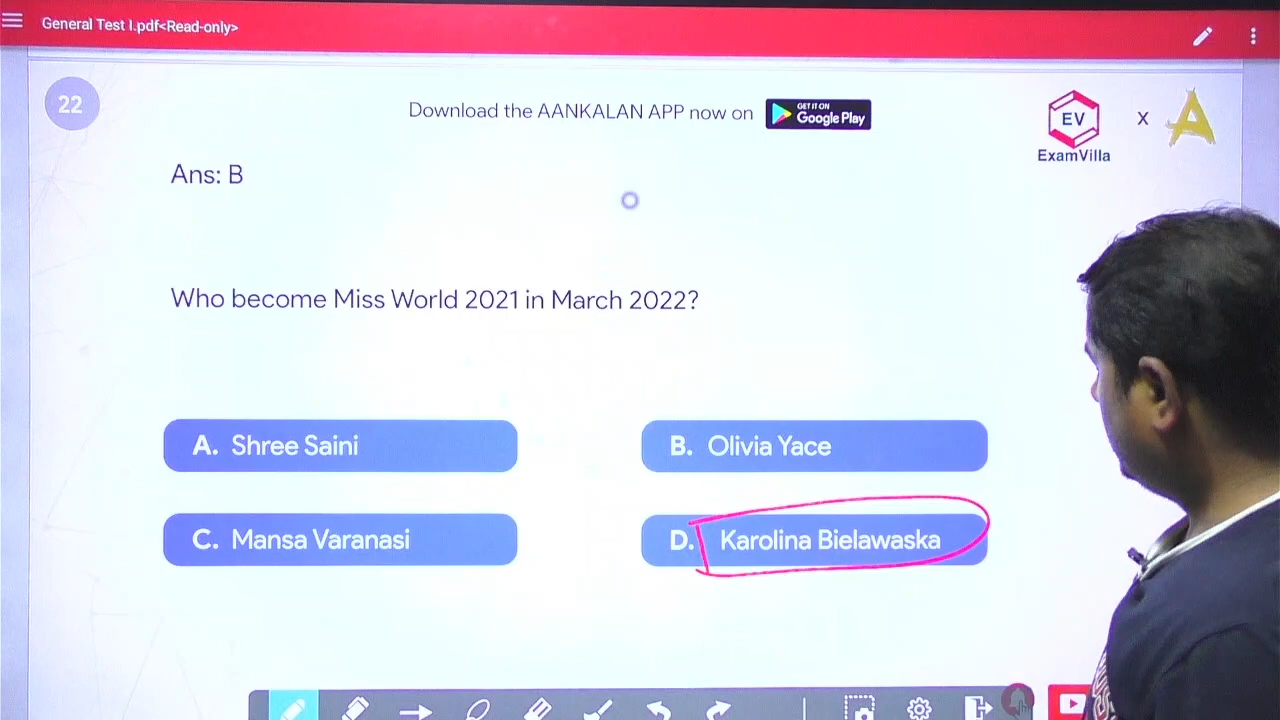 General Test I.pdf<Read-only>
22
Download the AANKALAN APP now on
GET IT ON
Google Play
EV
x
A
ExamVilla
Ans: B
Who become Miss World 2021 in March 2022?
A. Shree Saini
B. Olivia Yace
C. Mansa Varanasi
D. Karolina Bielawaska